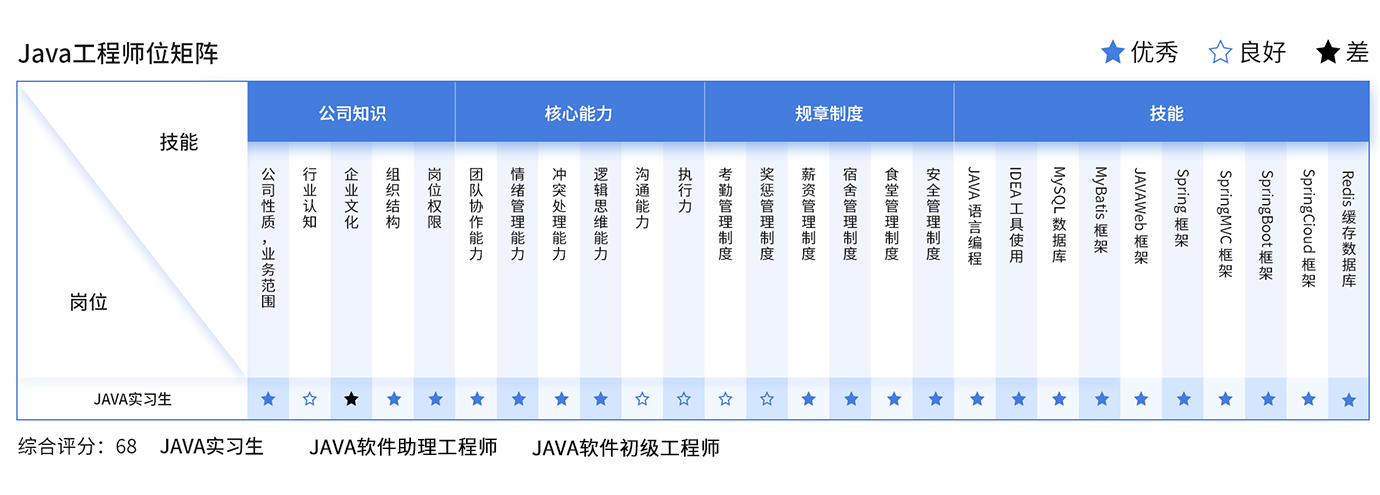 Java工程师位矩阵
优秀
良好
差
技能
岗位
公司知识
核心能力
规章制度
技能
公司性质,业务范围
行业认知
企业文化
组织结构
岗位权限
团队协作能力
情绪管理能力
冲突处理能力
逻辑思维能力
沟通能力
执行力
考勤管理制度
奖惩管理制度
薪资管理制度
宿舍管理制度
食堂管理制度
安全管理制度
JAVA 语言编程
IDEA 工具使用
MySQL 数据库
MyBatis 框架
JAVAWeb 框架
Spring 框架
SpringMVC 框架
SpringBoot 框架
SpringCioud 框架
Redis 缓存数据库
JAVA实习生
综合评分：68 JAVA实习生 JAVA软件助理工程师 JAVA软件初级工程师